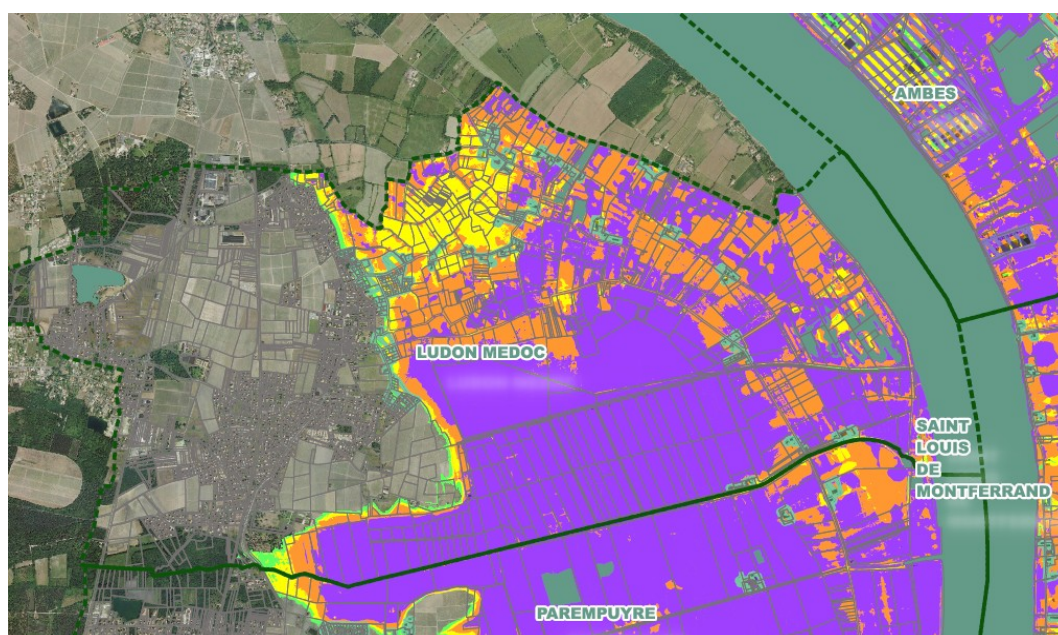 AMBES
LUDON MEDOC
SAINT
LOUIS
DE
MONTFERRAND
PAREMPUYRE